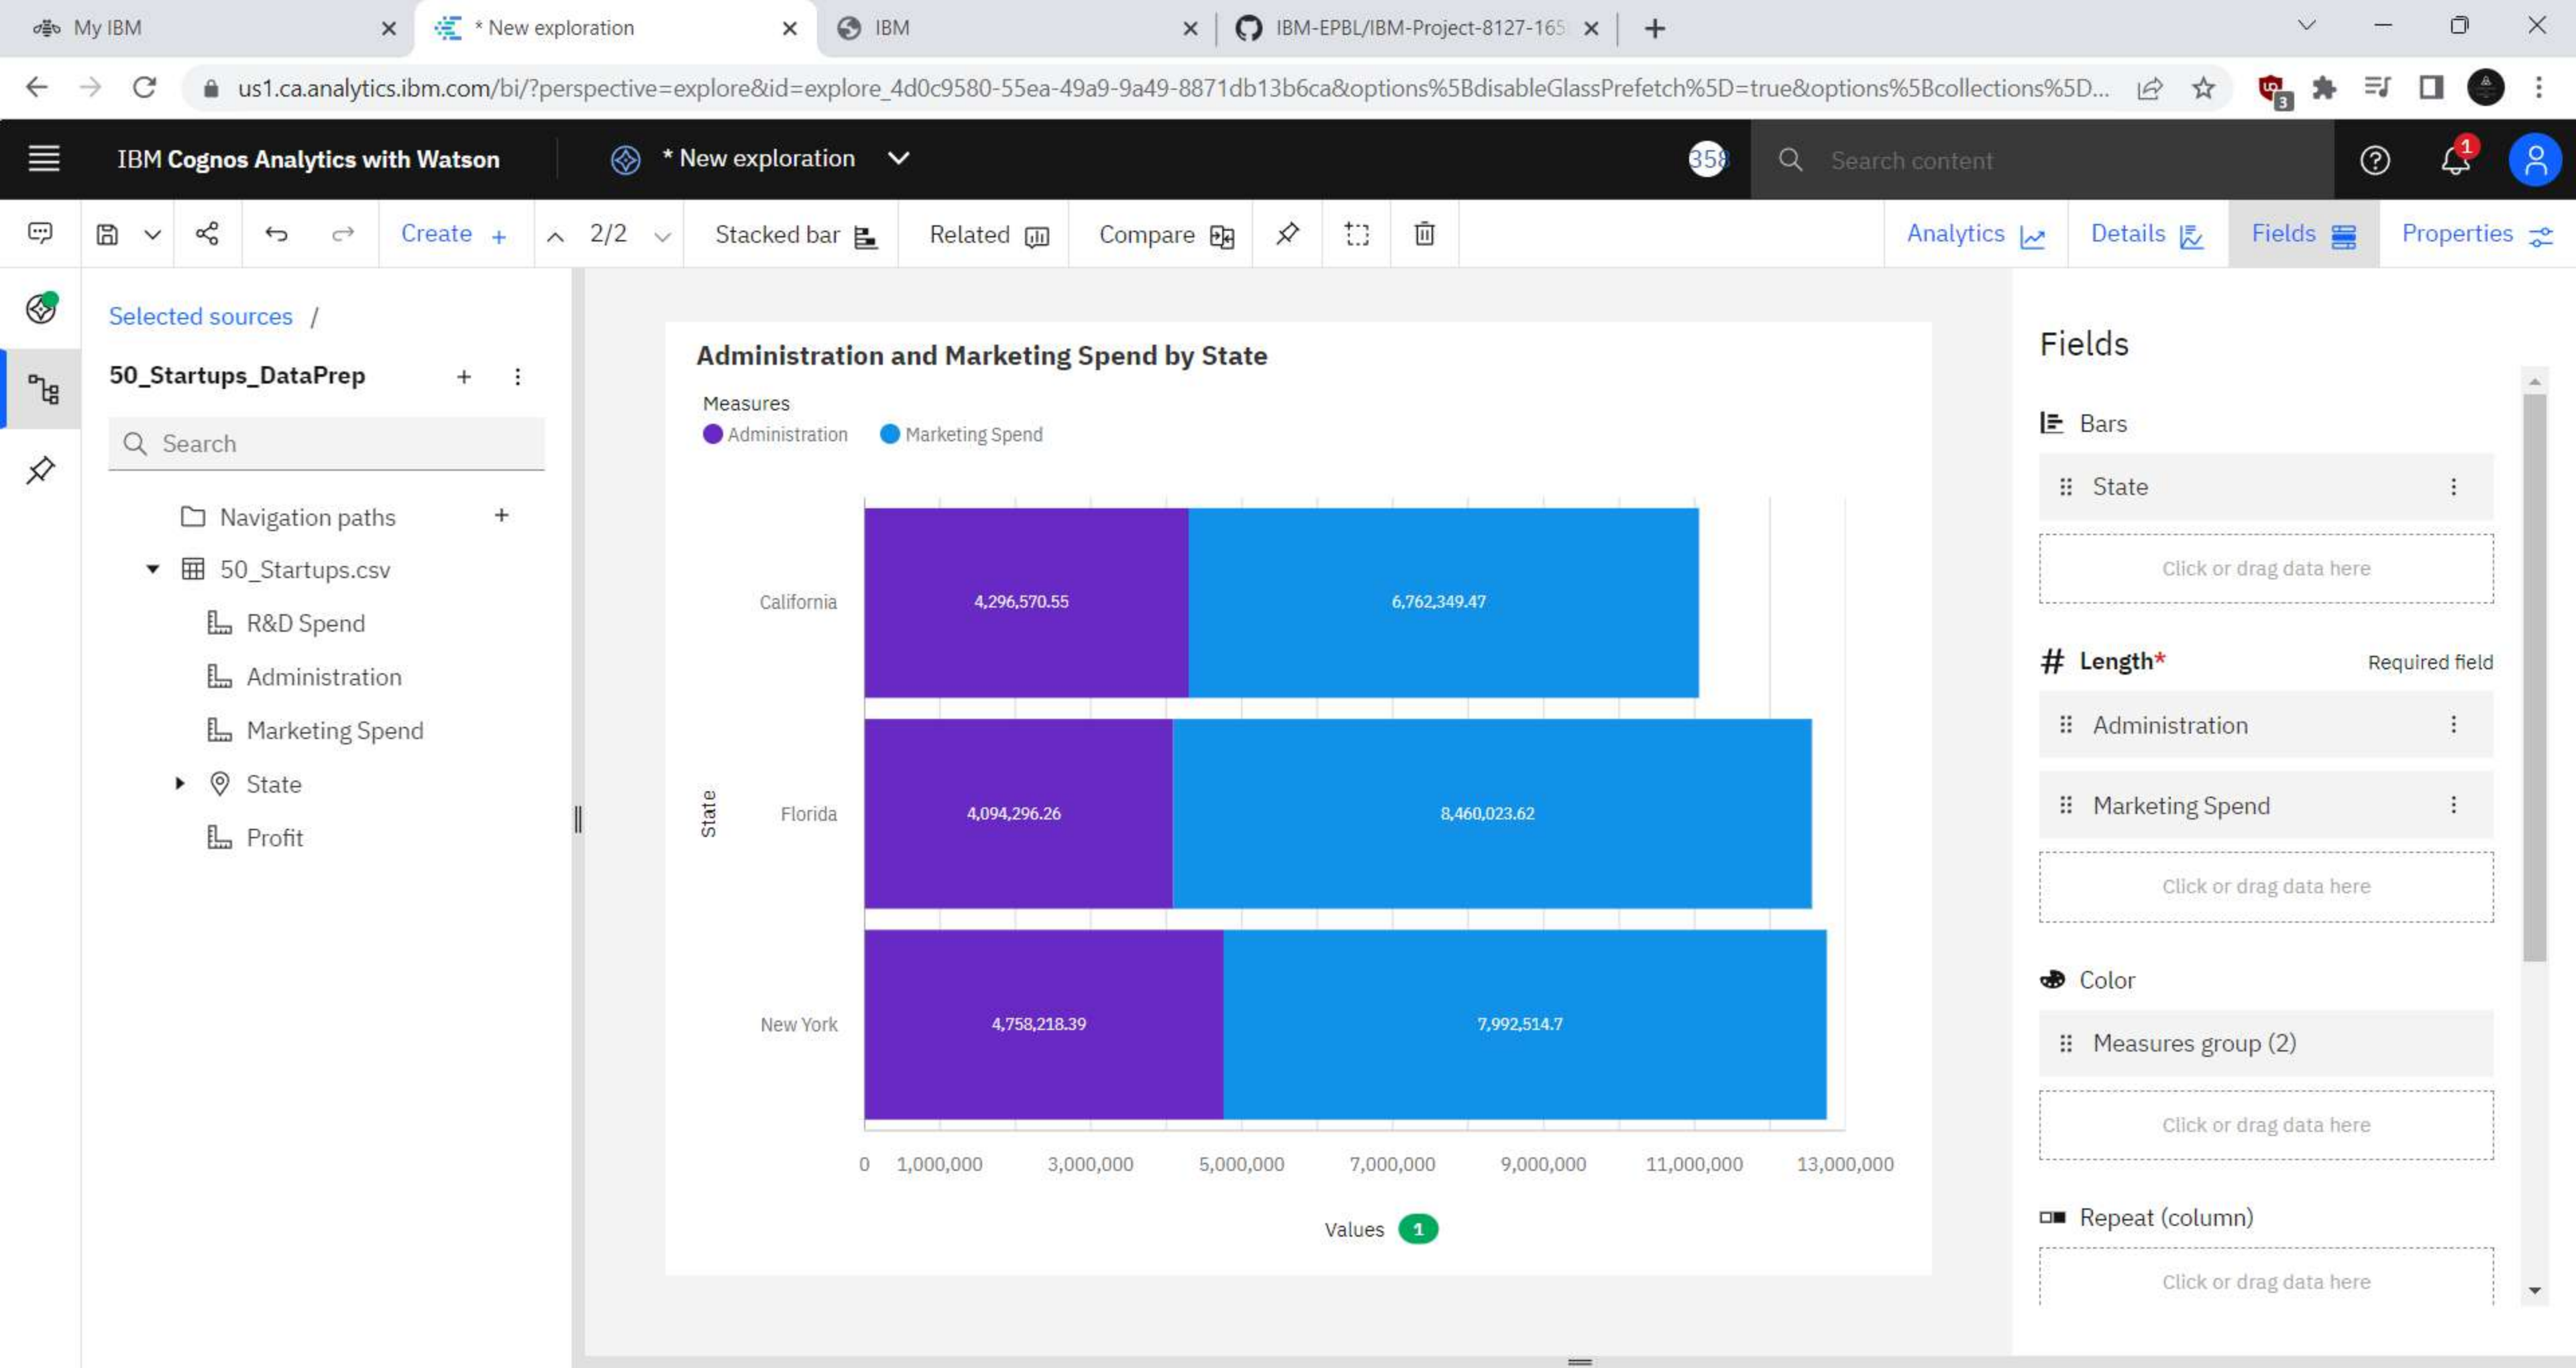 My IBM
* New exploration
IBM
IBM-EPBL/IBM-Project-8127-165
us1.ca.analytics.ibm.com/bi/?perspective=explore&id=explore_4d0c9580-55ea-49a9-9a49-8871db13b6ca&options%5BdisableGlassPrefetch%5D=true&options%5Bcollections%5D...
3
IBM Cognos Analytics with Watson
* New exploration
358
Search content
1
Create +
2/2
Stacked bar
Related
Compare
Analytics
Details
Fields
Properties
Selected sources /
50_Startups_DataPrep
Search
Navigation paths
50_Startups.csv
R&D Spend
Administration
Marketing Spend
State
Profit
Administration and Marketing Spend by State
Measures
Administration Marketing Spend
California
4,296,570.55 6,762,349.47
State
Florida
4,094,296.26 8,460,023.62
New York
4,758,218.39 7,992,514.7
0 1,000,000 3,000,000 5,000,000 7,000,000 9,000,000 11,000,000 13,000,000
Values 1
Fields
Bars
State
Click or drag data here
# Length* Required field
Administration
Marketing Spend
Click or drag data here
Color
Measures group (2)
Click or drag data here
Repeat (column)
Click or drag data here